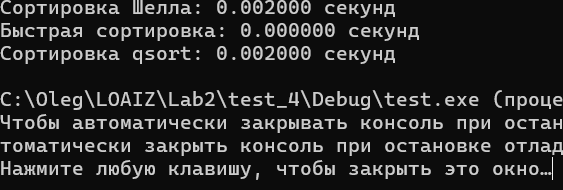 Сортировка Шелла: 0.002000 секунд
Быстрая сортировка: 0.000000 секунд
Сортировка qsort: 0.002000 секунд
C:\Oleg\LOAIZ\Lab2\test_4\Debug\test.exe (проце
Чтобы автоматически закрывать консоль при остан
томатически закрыть консоль при остановке отлад
Нажмите любую клавишу, чтобы закрыть это окно…